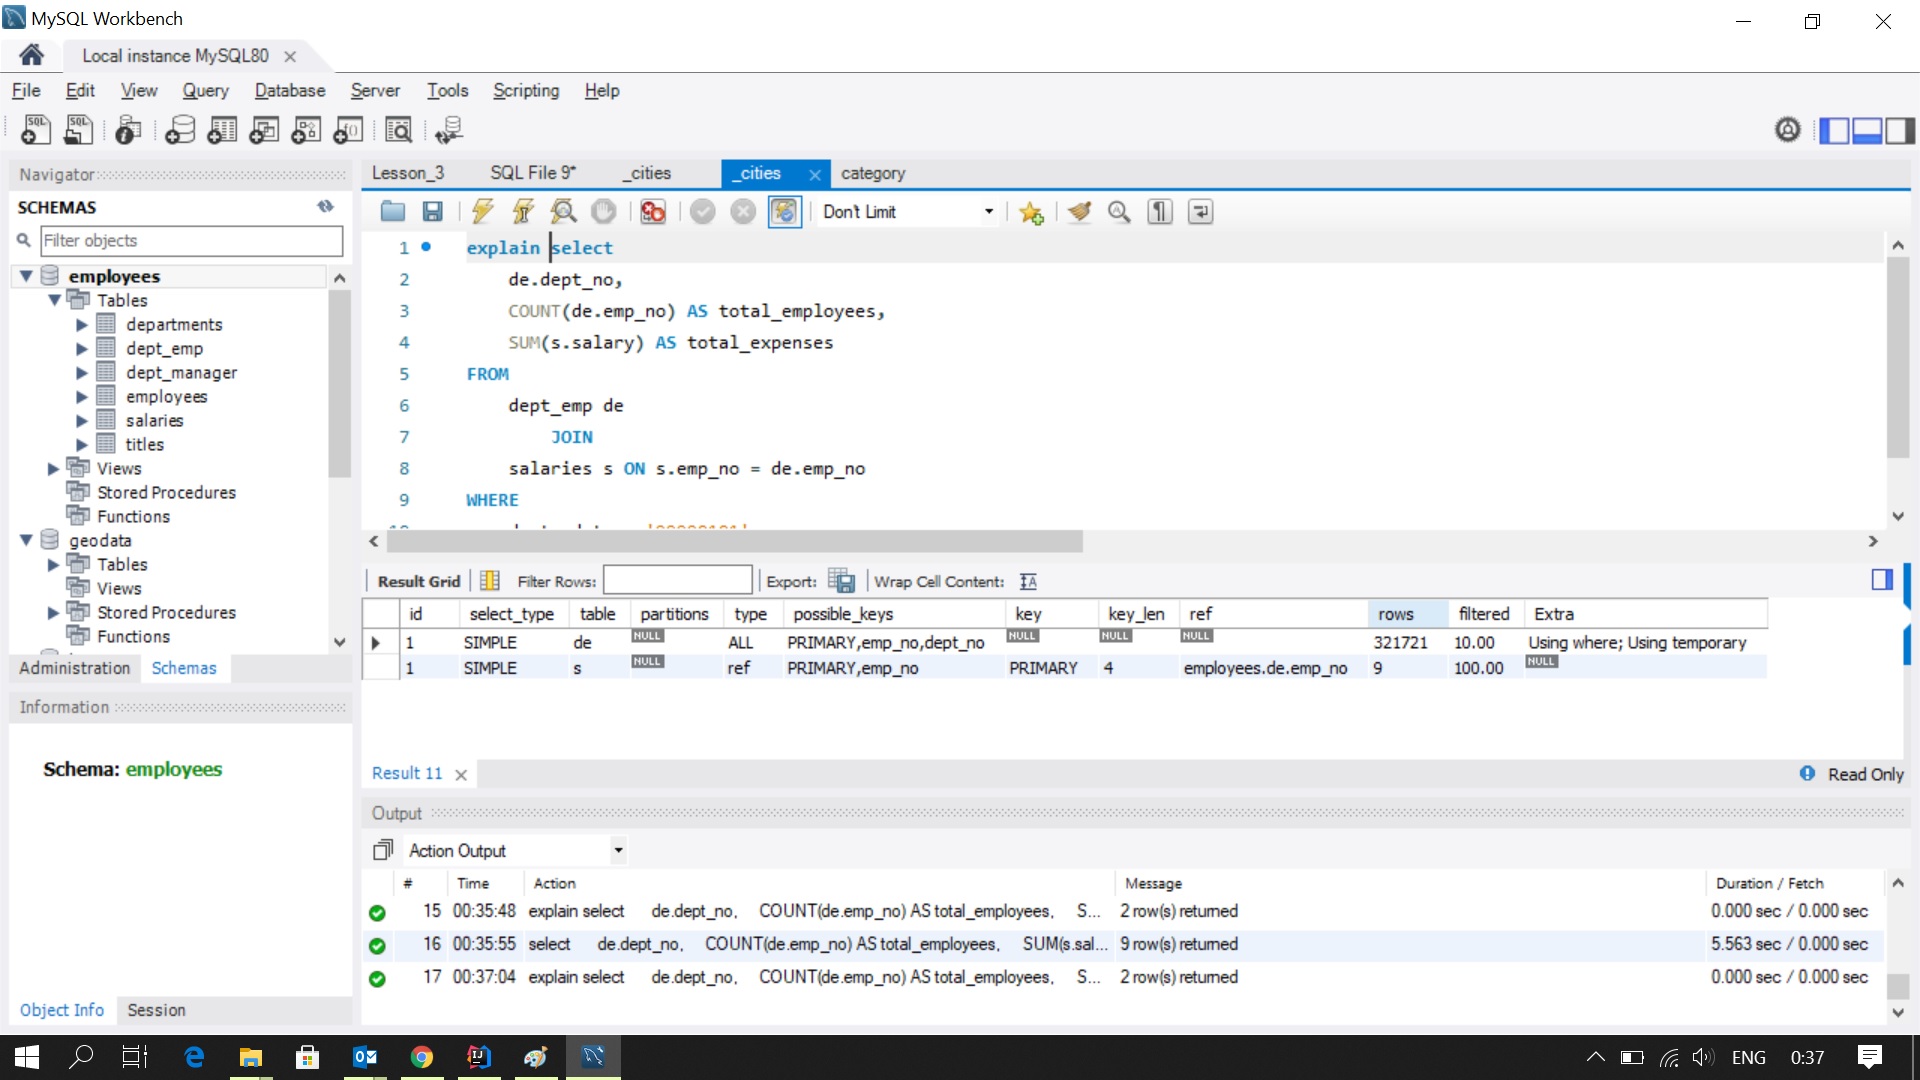 MySQL Workbench
Local instance MySQL80
File Edit View Query Database Server Tools Scripting Help
Navigator
SCHEMAS
Filter objects
employees
Tables
departments
dept_emp
dept_manager
employees
salaries
titles
Views
Stored Procedures
Functions
geodata
Tables
Views
Stored Procedures
Functions
Administration Schemas
Information
Schema: employees
Object Info Session
Lesson_3 SQL File 9* _cities _cities category
Don't Limit
1 explain select
2 de.dept_no,
3 COUNT(de.emp_no) AS total_employees,
4 SUM(s.salary) AS total_expenses
5 FROM
6 dept_emp de
7 JOIN
8 salaries s ON s.emp_no = de.emp_no
9 WHERE
Result Grid Filter Rows: Export: Wrap Cell Content:
id select_type table partitions type possible_keys key key_len ref rows filtered Extra
1 SIMPLE de NULL ALL PRIMARY,emp_no,dept_no NULL NULL NULL 321721 10.00 Using where; Using temporary
1 SIMPLE s NULL ref PRIMARY,emp_no PRIMARY 4 employees.de.emp_no 9 100.00 NULL
Result 11 Read Only
Output
Action Output
# Time Action Message Duration / Fetch
15 00:35:48 explain select de.dept_no, COUNT(de.emp_no) AS total_employees, S... 2 row(s) returned 0.000 sec / 0.000 sec
16 00:35:55 select de.dept_no, COUNT(de.emp_no) AS total_employees, SUM(s.sal... 9 row(s) returned 5.563 sec / 0.000 sec
17 00:37:04 explain select de.dept_no, COUNT(de.emp_no) AS total_employees, S... 2 row(s) returned 0.000 sec / 0.000 sec
ENG 0:37